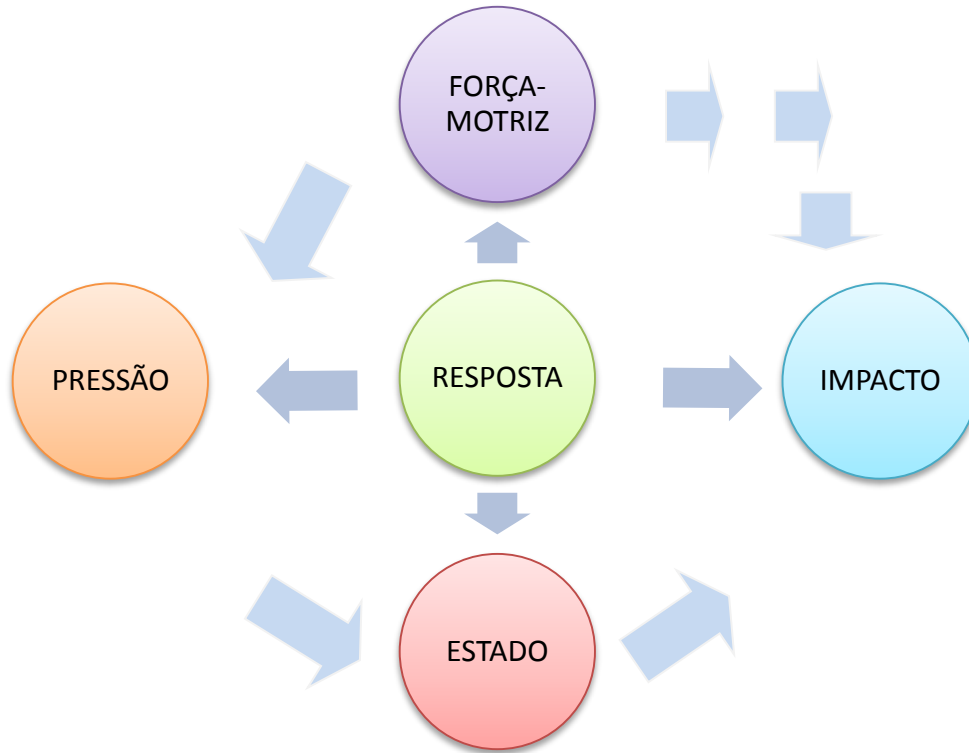 FORÇA-
MOTRIZ
PRESSÃO
RESPOSTA
IMPACTO
ESTADO